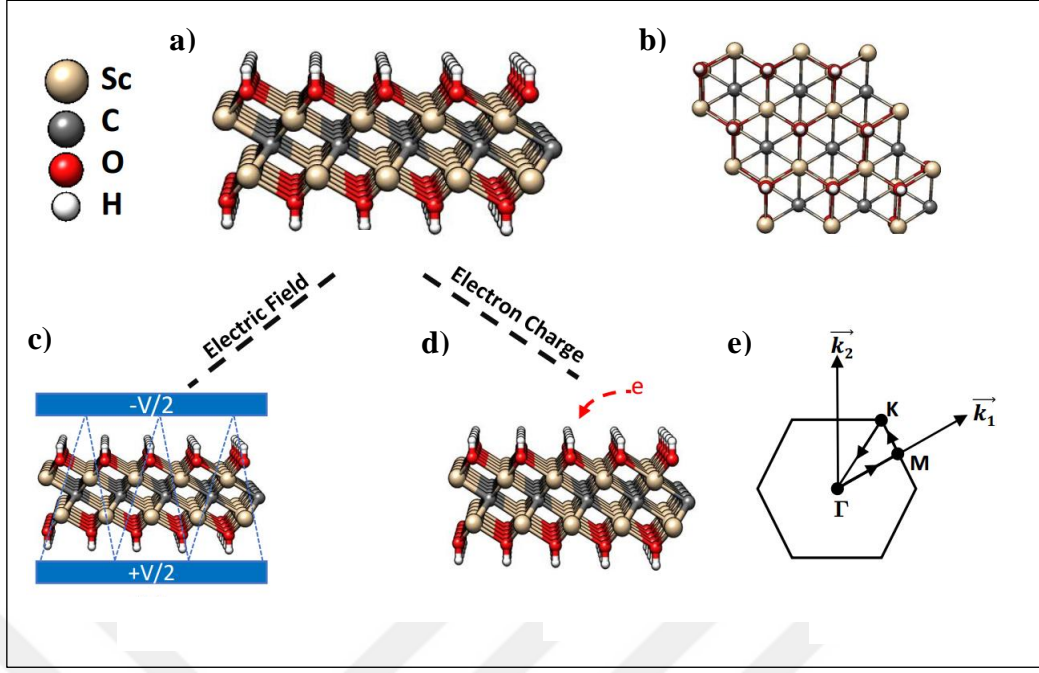 a)
b)
Sc
C
O
H
Electric Field
Electron Charge
c)
d)
e)
-V/2
+V/2
e
k₂
K
k₁
M
Γ